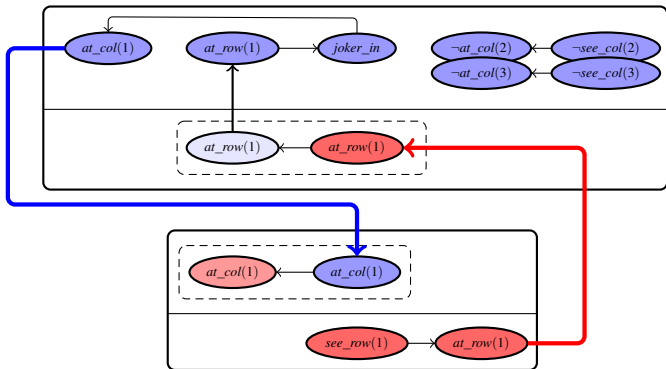 at_col(1) at_row(1) joker_in ¬at_col(2) ¬see_col(2)
¬at_col(3) ¬see_col(3)
at_row(1) at_row(1)
at_col(1) at_col(1)
see_row(1) at_row(1)